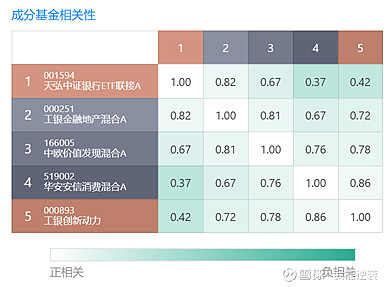 成分基金相关性
1 2 3 4 5
1 001594 天弘中证银行ETF联接A 1.00 0.82 0.67 0.37 0.42
2 000251 工银金融地产混合A 0.82 1.00 0.81 0.67 0.72
3 166005 中欧价值发现混合A 0.67 0.81 1.00 0.76 0.78
4 519002 华安安信消费混合A 0.37 0.67 0.76 1.00 0.86
5 000893 工银创新动力 0.42 0.72 0.78 0.86 1.00
正相关 负相关